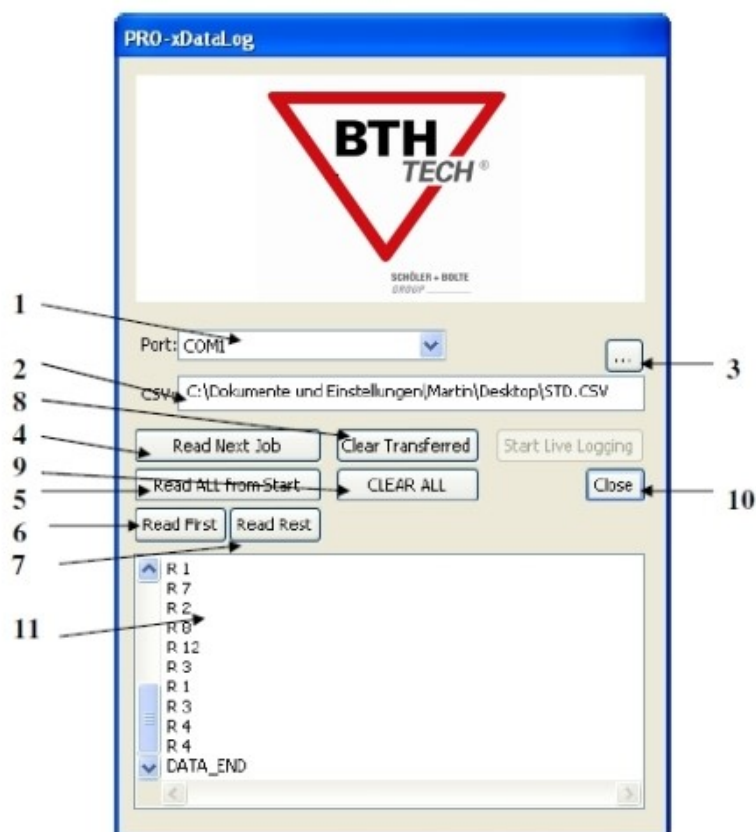 PRO-xDataLog
BTH
TECH ®
SCHÖLER + BOLTE
GROUP
1
Port: COM1
...
3
2
CSV: C:\Dokumente und Einstellungen\Martin\Desktop\STD.CSV
8
4
Read Next Job Clear Transferred Start Live Logging
9
Read ALL from Start CLEAR ALL Close
5
10
6
Read First Read Rest
7
R 1
R 7
R 2
11
R 8
R 12
R 3
R 1
R 3
R 4
R 4
DATA_END